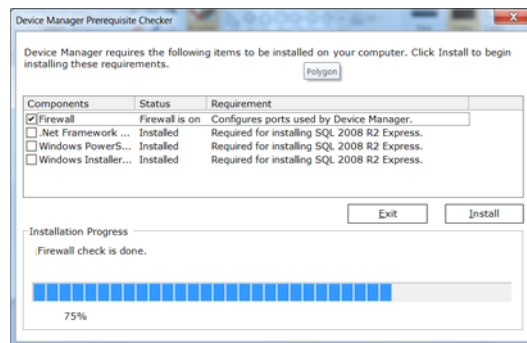 Device Manager Prerequisite Checker
Device Manager requires the following items to be installed on your computer. Click Install to begin
installing these requirements.
Polygon
Components Status Requirement
Firewall Firewall is on Configures ports used by Device Manager.
.Net Framework ... Installed Required for installing SQL 2008 R2 Express.
Windows PowerS... Installed Required for installing SQL 2008 R2 Express.
Windows Installer... Installed Required for installing SQL 2008 R2 Express.
Exit Install
Installation Progress
Firewall check is done.
75%